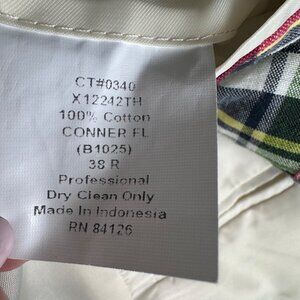 CT#0340
X12242TH
100% Cotton
CONNER FL
(B1025)
38 R
Professional
Dry Clean Only
Made In Indonesia
RN 84126